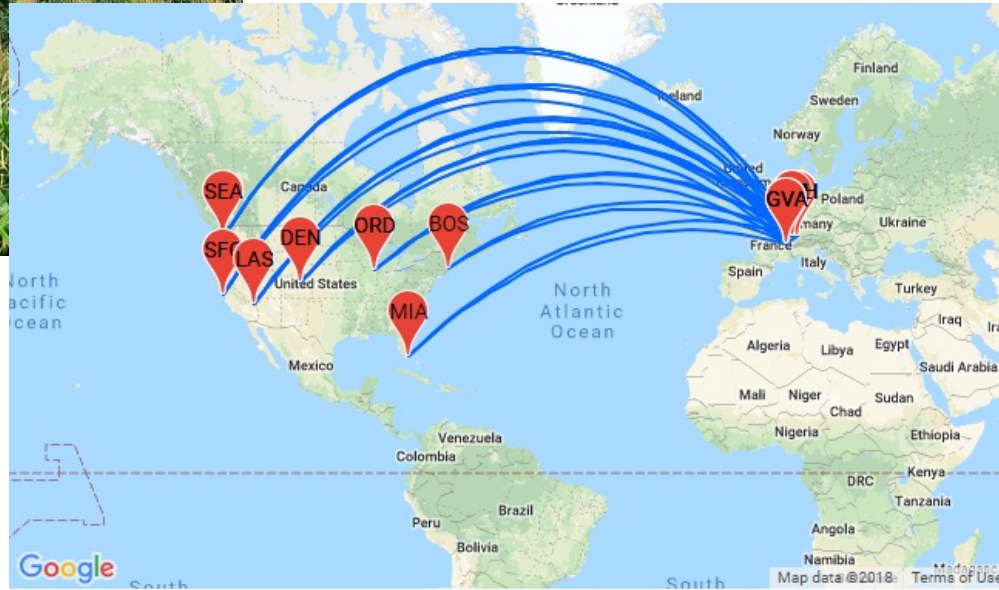 Finland
Sweden
Iceland
Norway
United
SEA
Canada
GVA
H
Poland
SFO
LAS
DEN
ORD
BOS
many
Ukraine
France
United States
Italy
North
Spain
Turkey
North
Atlantic
Ocean
MIA
Iraq
Algeria
Libya
Egypt
Mexico
Saudi Arabia
Mali
Niger
Sudan
Chad
Nigeria
Ethiopia
Venezuela
Colombia
Kenya
DRC
Tanzania
Brazil
Peru
Angola
Bolivia
Namibia
Google
South
South
Map data ©2018
Terms of Use